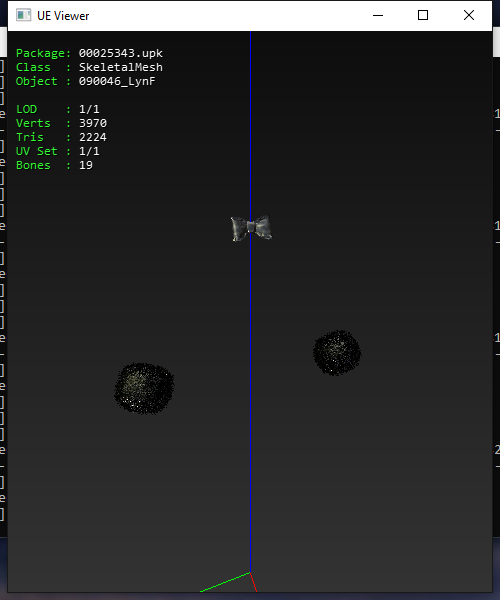 UE Viewer
Package: 00025343.upk
Class : SkeletalMesh
Object : 090046_LynF
LOD : 1/1
Verts : 3970
Tris : 2224
UV Set : 1/1
Bones : 19